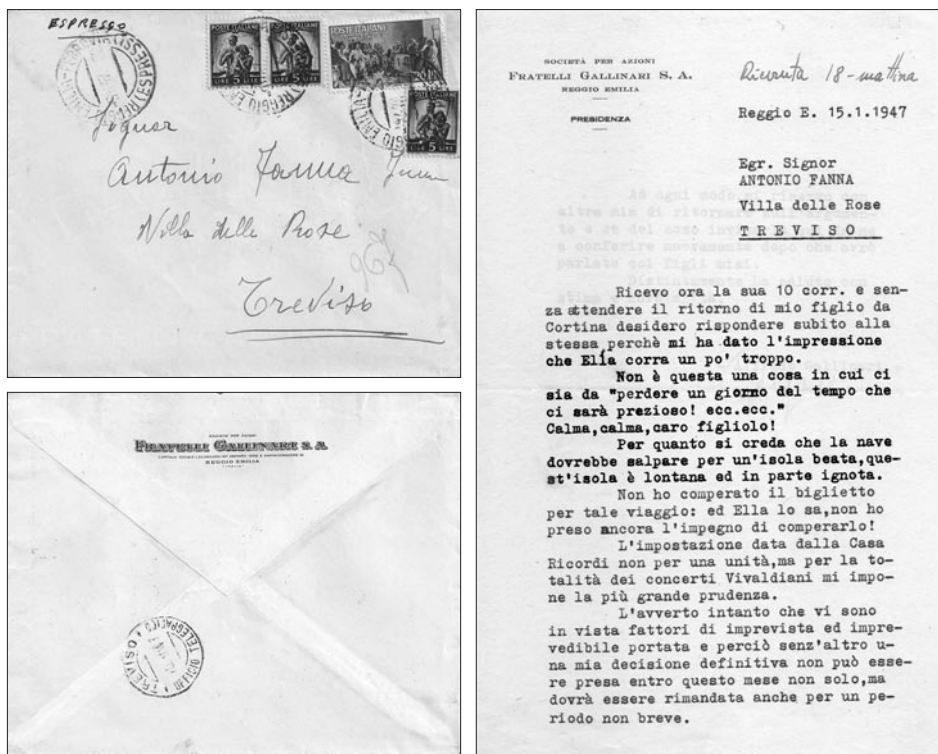 ESPRESSO
POSTE ITALIANE
LIRE 5 LIRE
POSTE ITALIANE
Signor
Antonio Fanna
Villa delle Rose
Treviso
FRATELLI GALLINARI S. A.
REGGIO EMILIA
TREVISO
SOCIETÀ PER AZIONI
FRATELLI GALLINARI S. A.
REGGIO EMILIA
PRESIDENZA
Ricevuta 18-mattina
Reggio E. 15.1.1947
Egr. Signor
ANTONIO FANNA
Villa delle Rose
TREVISO
Ricevo ora la sua 10 corr. e sen-
za attendere il ritorno di mio figlio da
Cortina desidero rispondere subito alla
stessa perchè mi ha dato l'impressione
che Ella corra un po' troppo.
Non è questa una cosa in cui ci
sia da "perdere un giorno del tempo che
ci sarà prezioso! ecc.ecc."
Calma,calma,caro figliolo!
Per quanto si creda che la nave
dovrebbe salpare per un'isola beata,que-
st'isola è lontana ed in parte ignota.
Non ho comperato il biglietto
per tale viaggio: ed Ella lo sa,non ho
preso ancora l'impegno di comperarlo!
L'impostazione data dalla Casa
Ricordi non per una unità,ma per la to-
talità dei concerti Vivaldiani mi impo-
ne la più grande prudenza.
L'avverto intanto che vi sono
in vista fattori di imprevista ed impre-
vedibile portata e perciò senz'altro u-
na mia decisione definitiva non può esse-
re presa entro questo mese non solo,ma
dovrà essere rimandata anche per un pe-
riodo non breve.